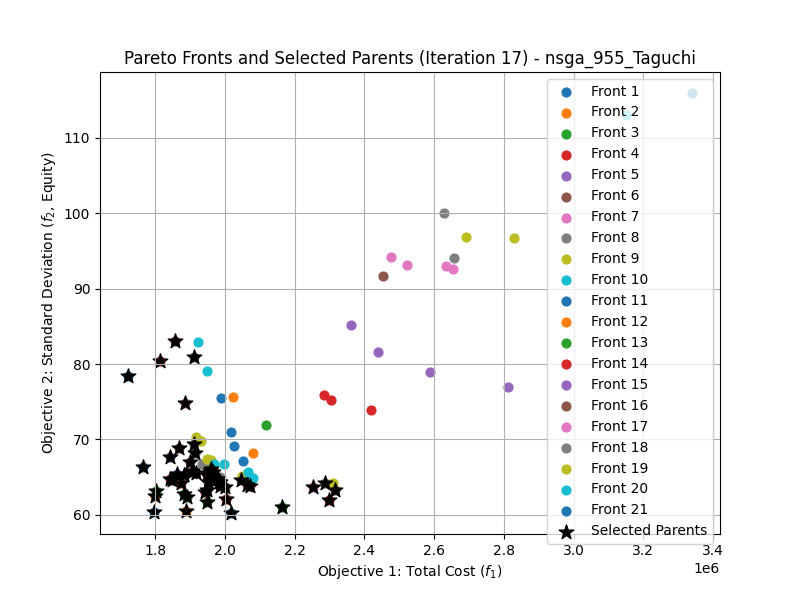 Pareto Fronts and Selected Parents (Iteration 17) - nsga_955_Taguchi
Objective 2: Standard Deviation (f₂, Equity)
110
100
90
80
70
60
1.8
2.0
2.2
2.4
2.6
2.8
3.0
3.2
3.4
1e6
Objective 1: Total Cost (f₁)
Front 1
Front 2
Front 3
Front 4
Front 5
Front 6
Front 7
Front 8
Front 9
Front 10
Front 11
Front 12
Front 13
Front 14
Front 15
Front 16
Front 17
Front 18
Front 19
Front 20
Front 21
Selected Parents